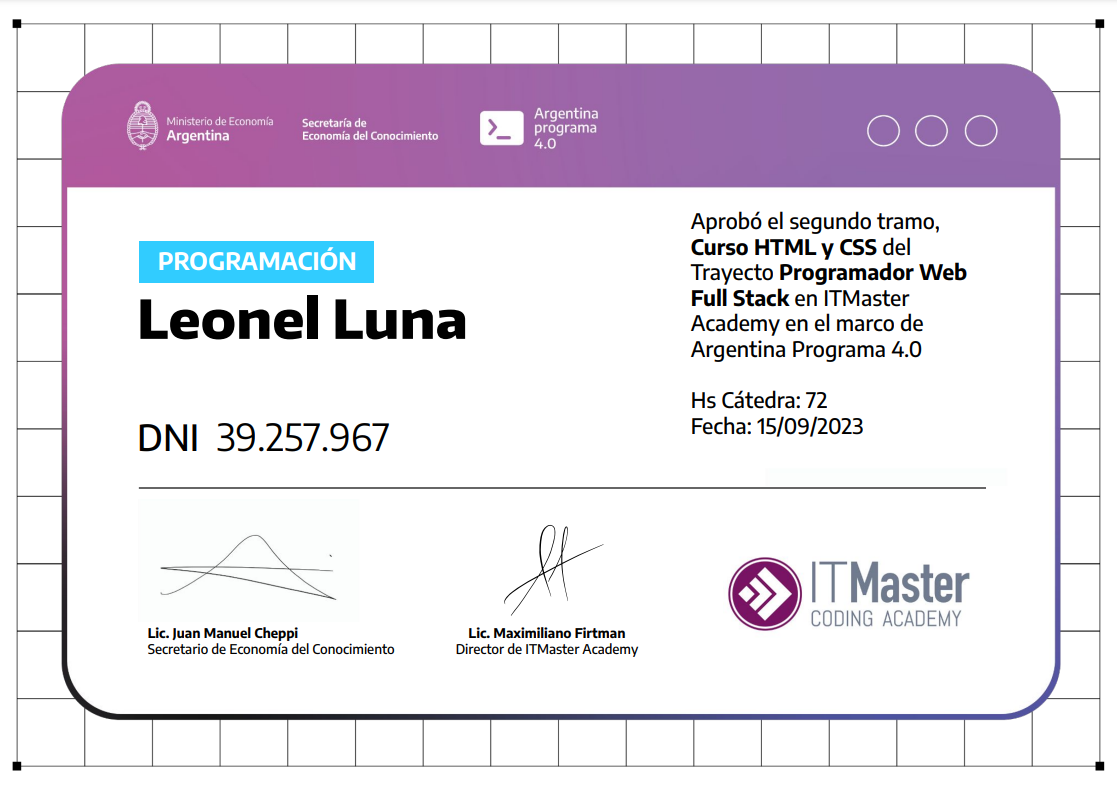 Ministerio de Economía
Argentina
Secretaría de
Economía del Conocimiento
Argentina
programa
4.0
PROGRAMACIÓN
Leonel Luna
DNI 39.257.967
Aprobó el segundo tramo,
Curso HTML y CSS del
Trayecto Programador Web
Full Stack en ITMaster
Academy en el marco de
Argentina Programa 4.0
Hs Cátedra: 72
Fecha: 15/09/2023
Lic. Juan Manuel Cheppi
Secretario de Economía del Conocimiento
Lic. Maximiliano Firtman
Director de ITMaster Academy
ITMaster
CODING ACADEMY